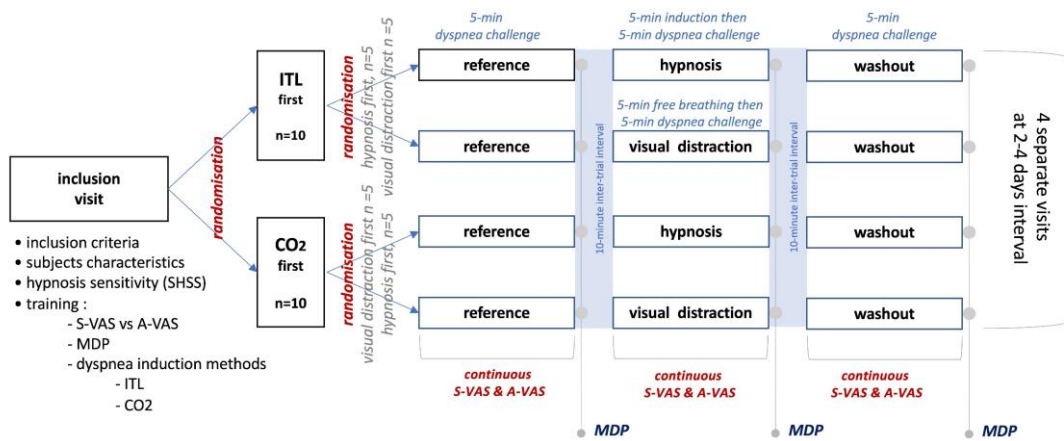 inclusion
visit
• inclusion criteria
• subjects characteristics
• hypnosis sensitivity (SHSS)
• training :
- S-VAS vs A-VAS
- MDP
- dyspnea induction methods
- ITL
- CO2
randomisation
ITL
first
n=10
CO2
first
n=10
randomisation
hypnosis first, n=5
visual distraction first n =5
randomisation
visual distraction first n =5
hypnosis first, n=5
5-min
dyspnea challenge
5-min induction then
5-min dyspnea challenge
5-min
dyspnea challenge
reference
hypnosis
washout
5-min free breathing then
5-min dyspnea challenge
reference
visual distraction
washout
reference
hypnosis
washout
reference
visual distraction
washout
10-minute inter-trial interval
10-minute inter-trial interval
continuous
S-VAS & A-VAS
continuous
S-VAS & A-VAS
continuous
S-VAS & A-VAS
MDP
MDP
MDP
4 separate visits
at 2-4 days interval